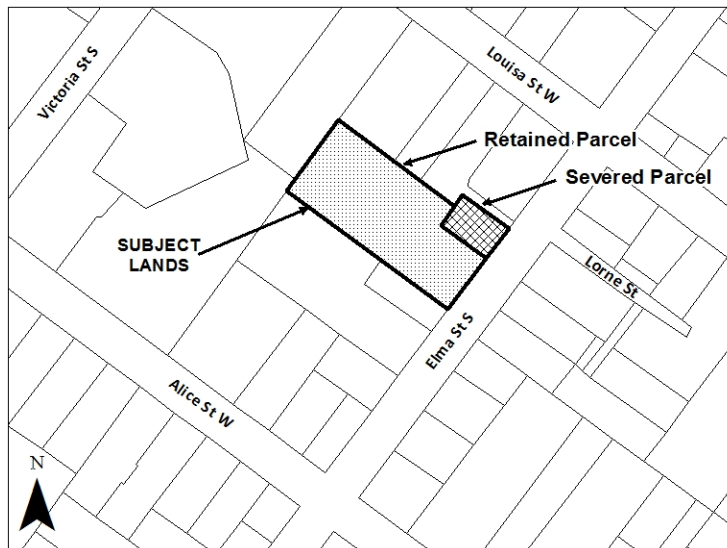 Victoria St S
Louisa St W
Retained Parcel
Severed Parcel
SUBJECT
LANDS
Lorne St
Elma St S
Alice St W
N